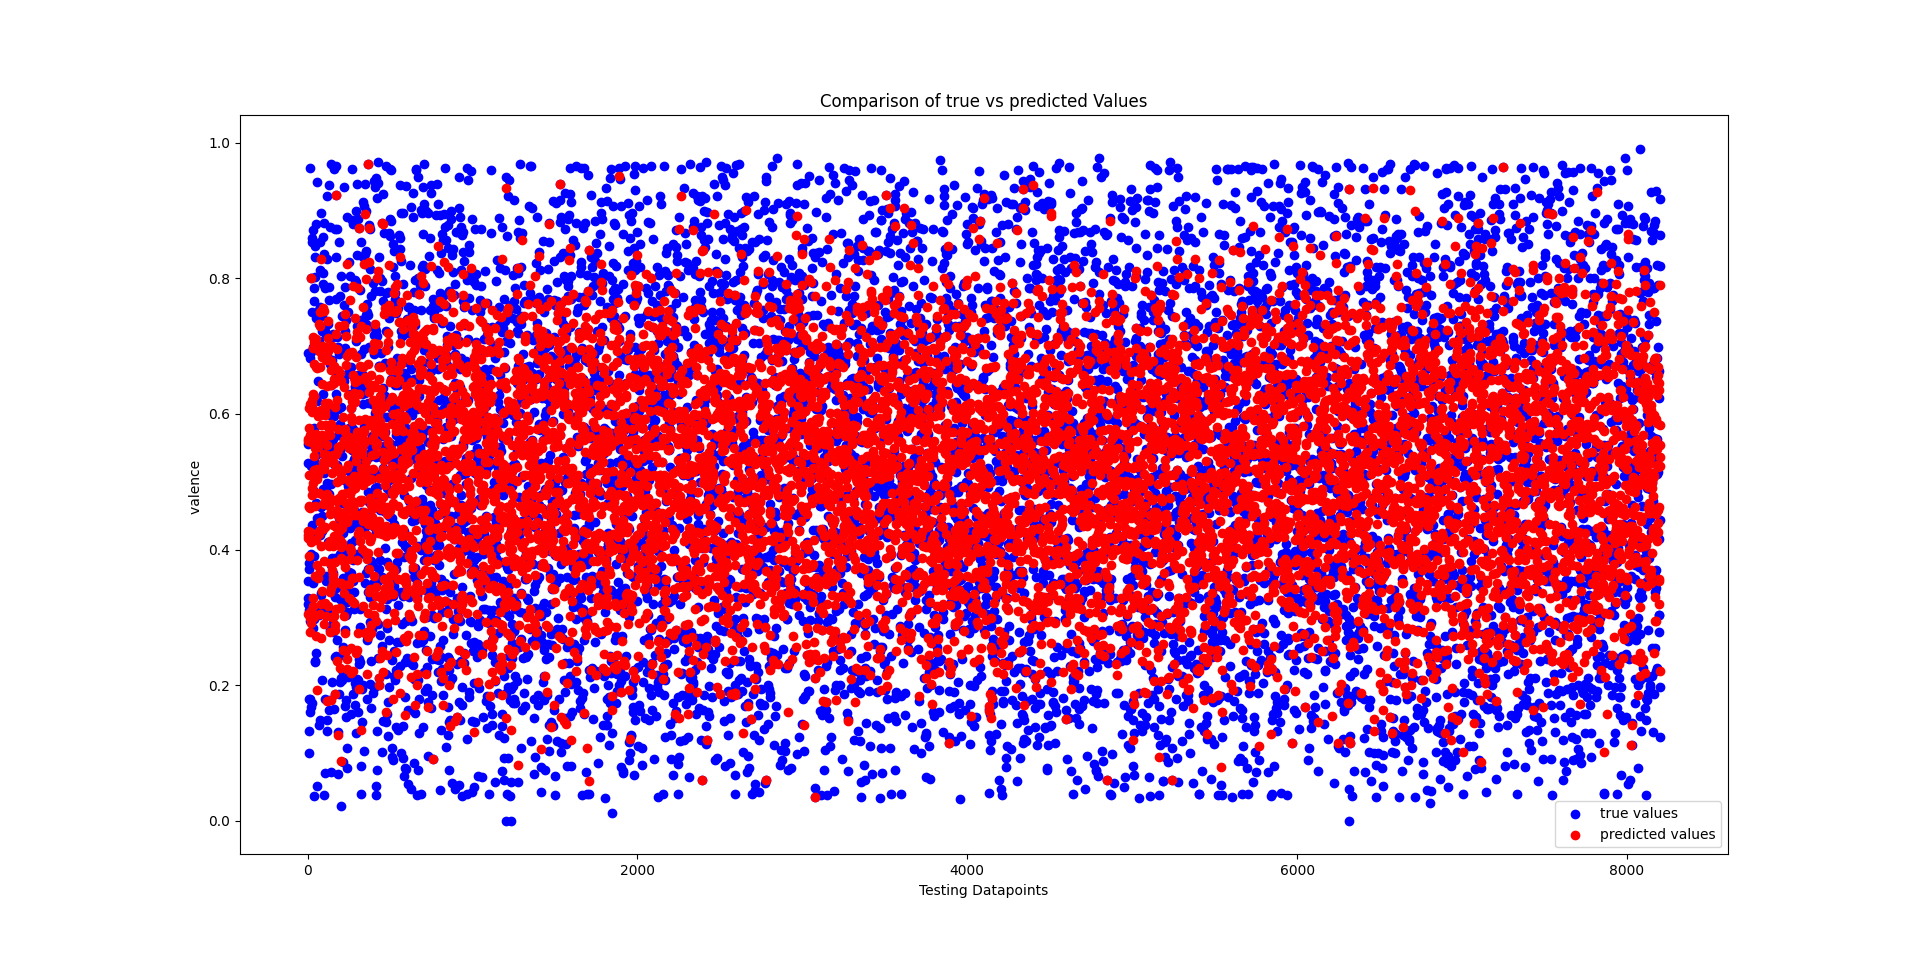 Comparison of true vs predicted Values
1.0
0.8
0.6
0.4
0.2
0.0
valence
0
2000
4000
6000
8000
Testing Datapoints
true values
predicted values